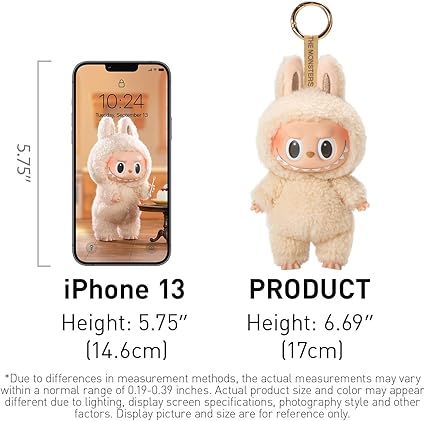 THE MONSTERS
10:24
Tuesday, September 13
5.75"
iPhone 13
PRODUCT
Height: 5.75"
(14.6cm)
Height: 6.69"
(17cm)
*Due to differences in measurement methods, the actual measurements may vary
within a normal range of 0.19-0.39 inches. Actual product size and color may appear
different due to lighting, display screen specifications, photography style and other
factors. Display picture and size are for reference only.